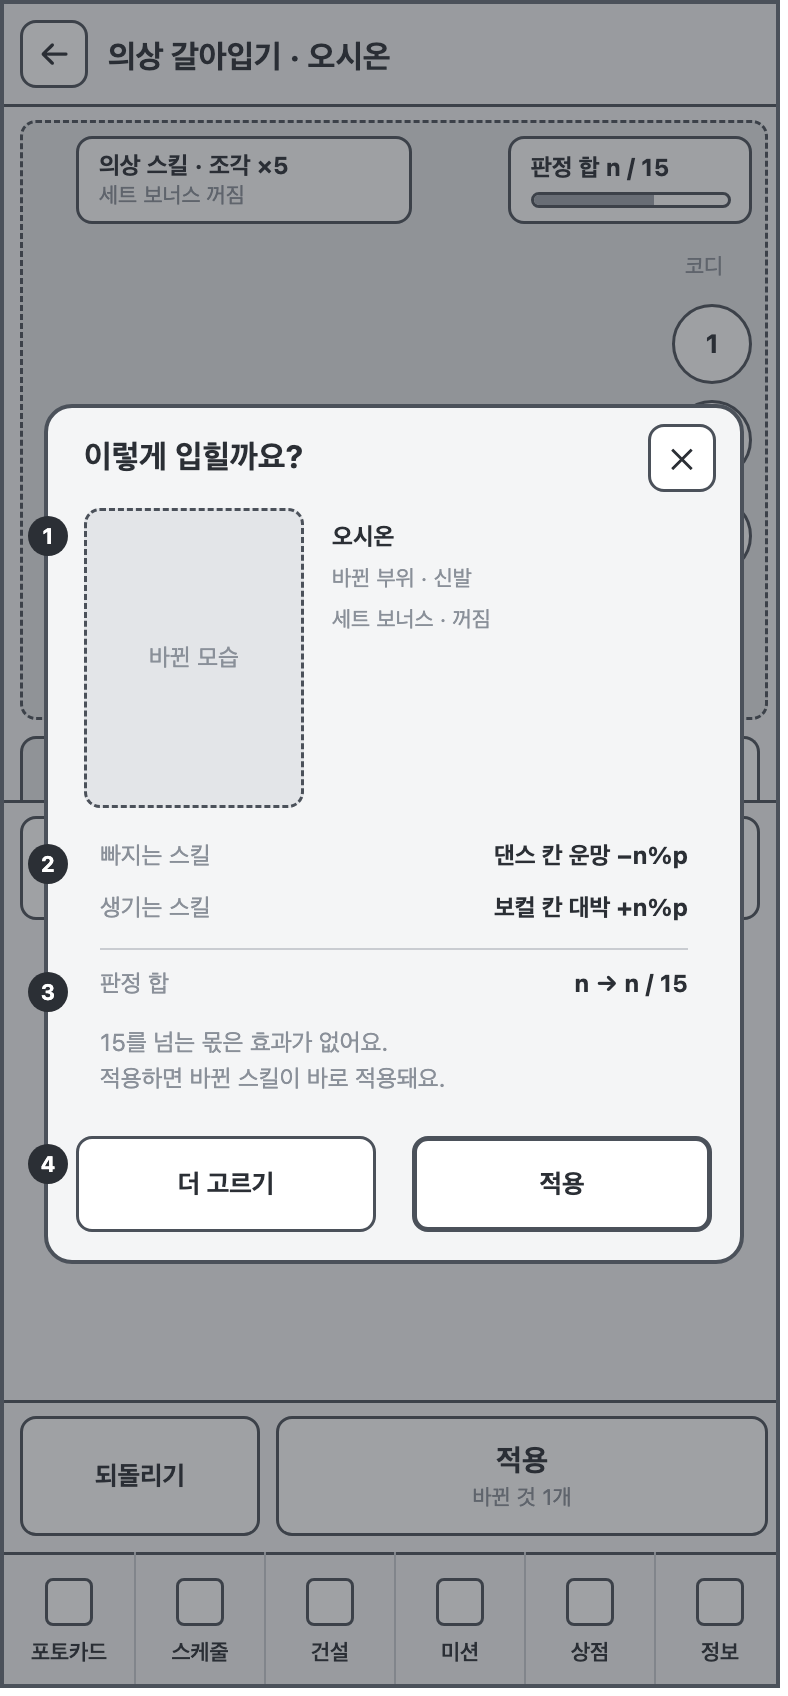 의상 갈아입기 · 오시온
의상 스킬 · 조각 ×5
세트 보너스 꺼짐
판정 합 n / 15
코디
1
이렇게 입힐까요?
1
바뀐 모습
오시온
바뀐 부위 · 신발
세트 보너스 · 꺼짐
2
빠지는 스킬
댄스 칸 운망 −n%p
생기는 스킬
보컬 칸 대박 +n%p
3
판정 합
n → n / 15
15를 넘는 몫은 효과가 없어요.
적용하면 바뀐 스킬이 바로 적용돼요.
4
더 고르기
적용
되돌리기
적용
바뀐 것 1개
포토카드
스케줄
건설
미션
상점
정보